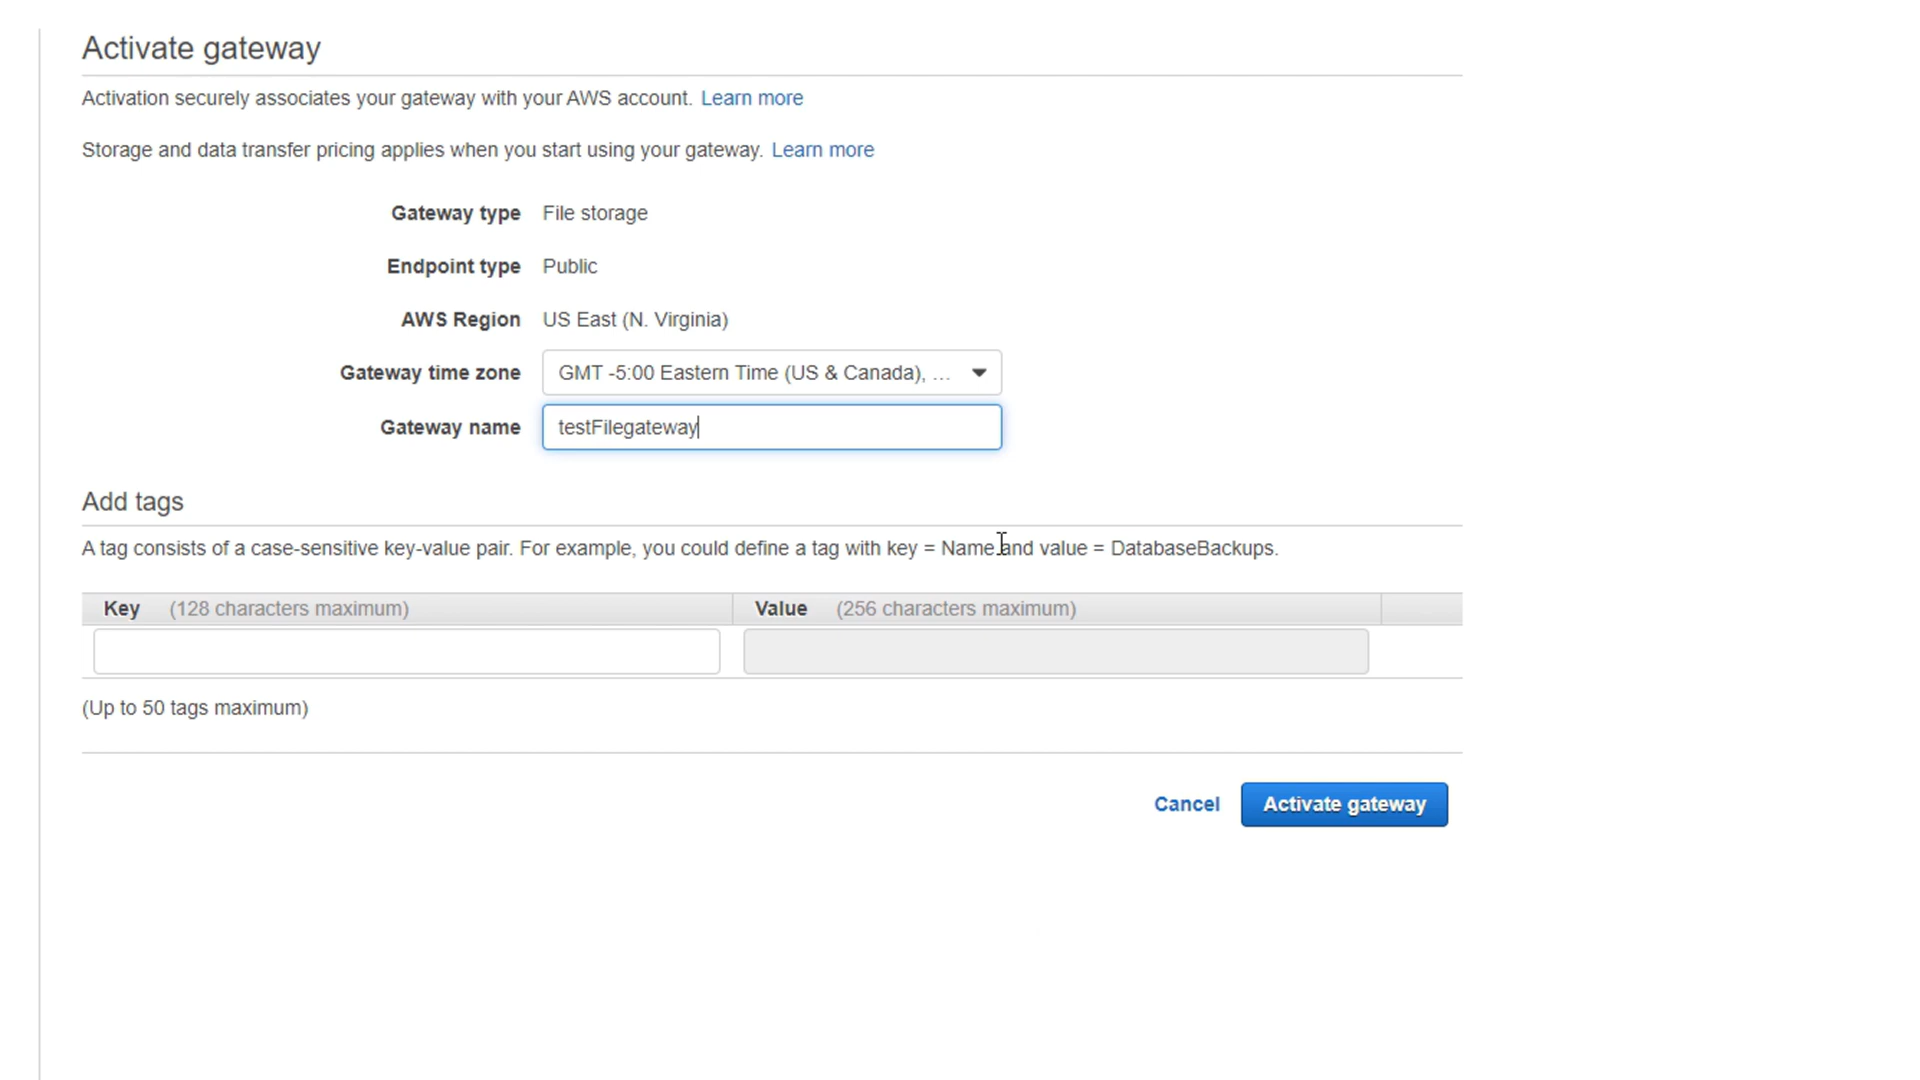 Activate gateway
Activation securely associates your gateway with your AWS account. Learn more
Storage and data transfer pricing applies when you start using your gateway. Learn more
Gateway type File storage
Endpoint type Public
AWS Region US East (N. Virginia)
Gateway time zone GMT -5:00 Eastern Time (US & Canada), ...
Gateway name testFilegateway
Add tags
A tag consists of a case-sensitive key-value pair. For example, you could define a tag with key = Name and value = DatabaseBackups.
Key (128 characters maximum) Value (256 characters maximum)
(Up to 50 tags maximum)
Cancel Activate gateway